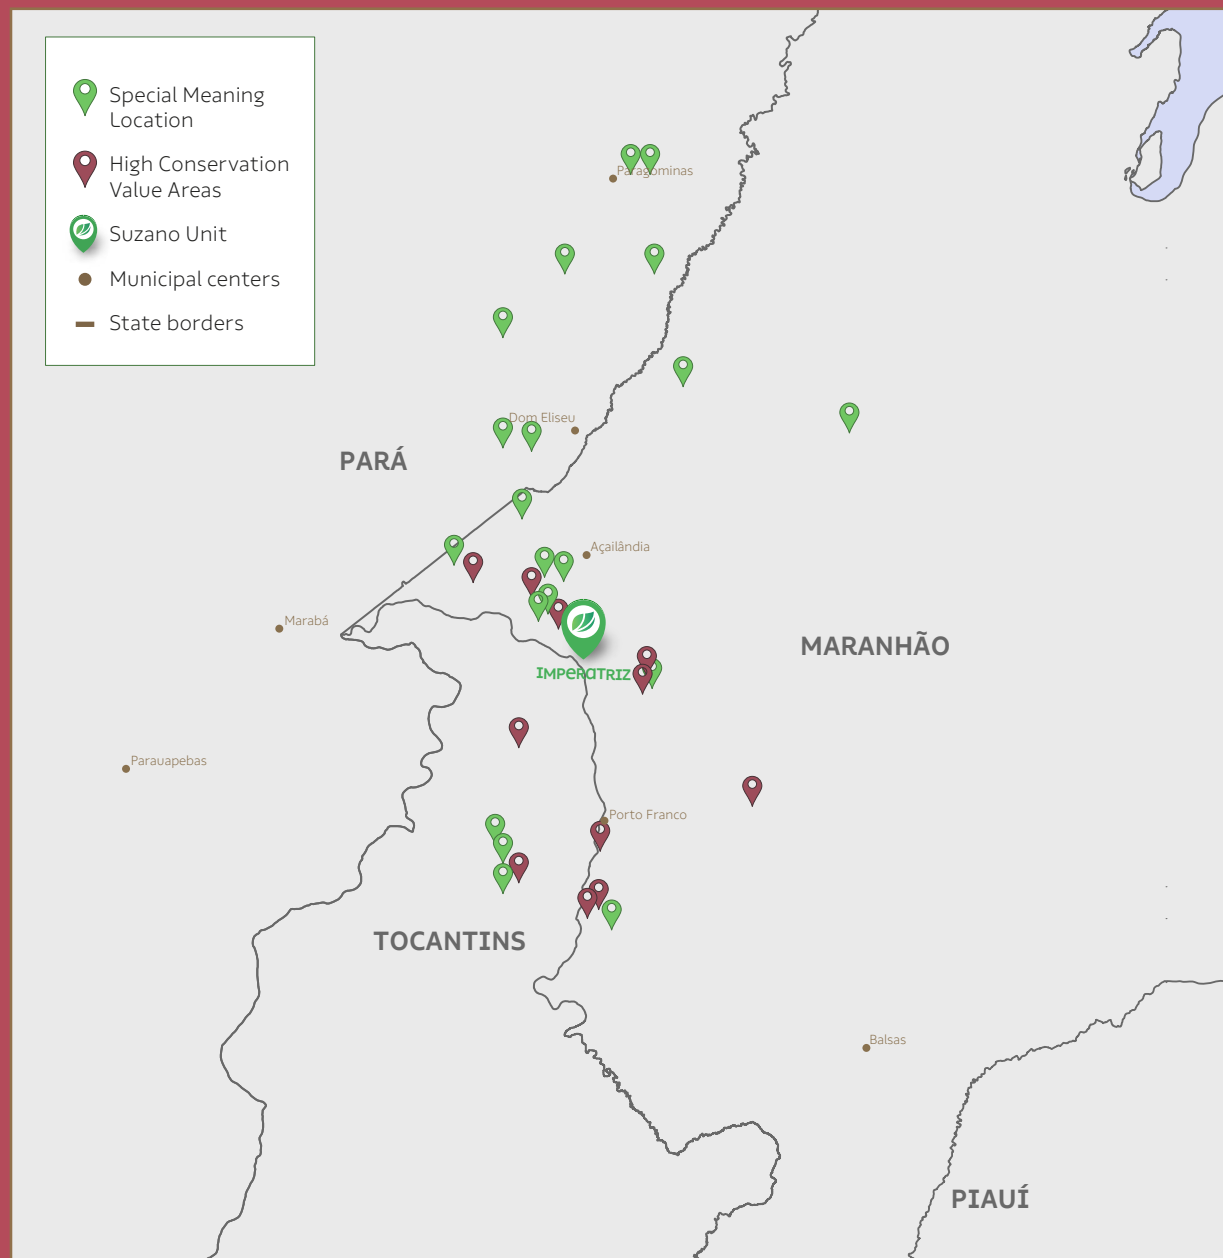 Special Meaning
Location
High Conservation
Value Areas
Suzano Unit
Municipal centers
State borders
Paragominas
Dom Eliseu
PARÁ
Açailândia
Marabá
MARANHÃO
IMPERATRIZ
Parauapebas
Porto Franco
TOCANTINS
Balsas
PIAUÍ